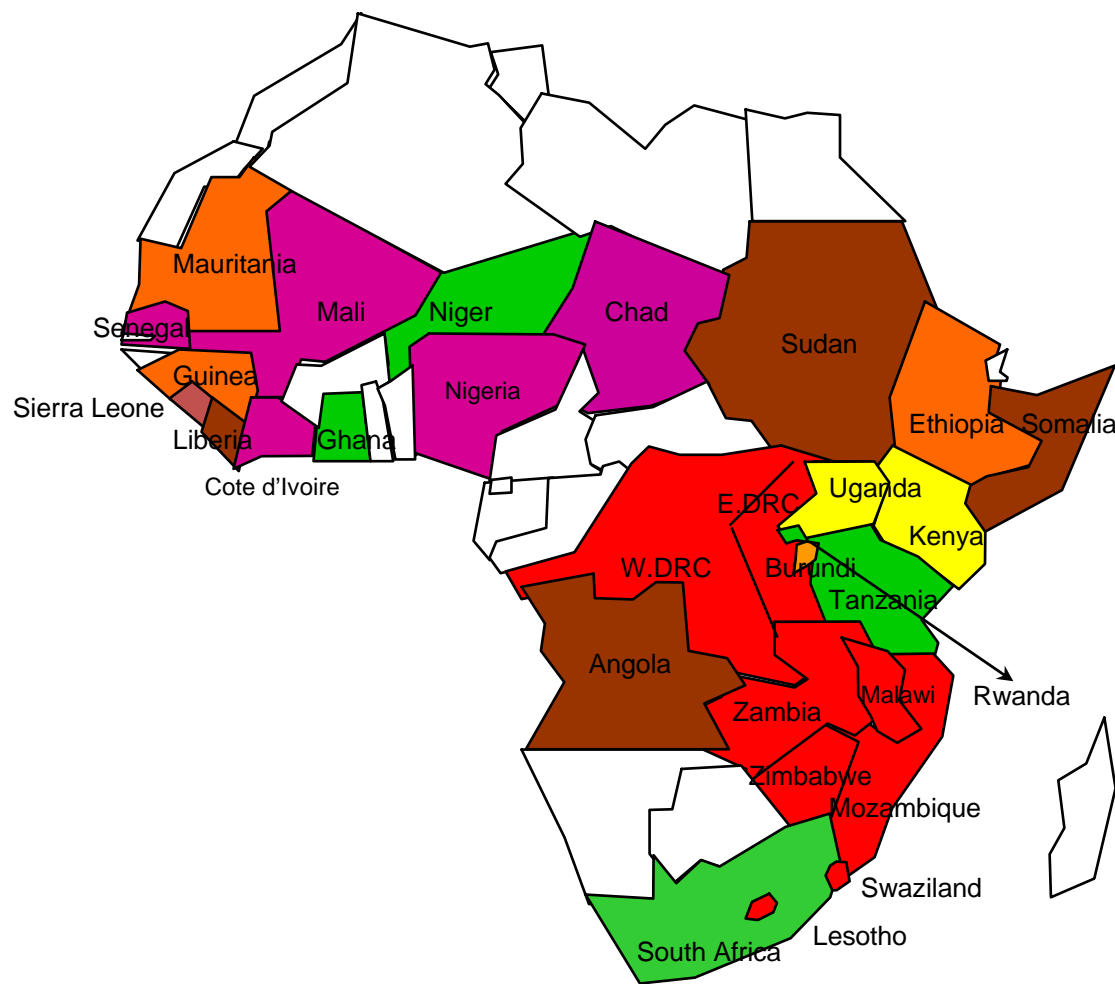 Mauritania
Mali
Niger
Chad
Senegal
Sudan
Guinea
Nigeria
Sierra Leone
Liberia
Ghana
Ethiopia
Somalia
Cote d'Ivoire
Uganda
E.DRC
Kenya
W.DRC
Burundi
Tanzania
Angola
Malawi
Rwanda
Zambia
Zimbabwe
Mozambique
Swaziland
Lesotho
South Africa